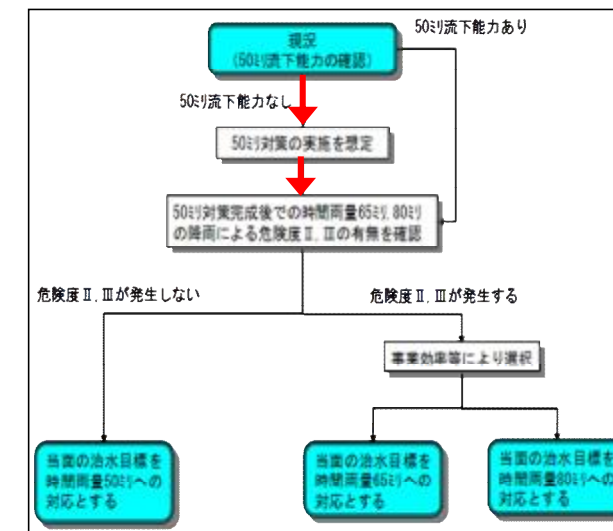 50ﾐﾘ流下能力あり
現況
(50ﾐﾘ流下能力の確認)
50ﾐﾘ流下能力なし
50ﾐﾘ対策の実施を想定
50ﾐﾘ対策完成後での時間雨量65ﾐﾘ,80ﾐﾘ
の降雨による危険度Ⅱ,Ⅲの有無を確認
危険度Ⅱ,Ⅲが発生しない
危険度Ⅱ,Ⅲが発生する
事業効率等により選択
当面の治水目標を
時間雨量50ﾐﾘへの
対応とする
当面の治水目標を
時間雨量65ﾐﾘへの
対応とする
当面の治水目標を
時間雨量80ﾐﾘへの
対応とする